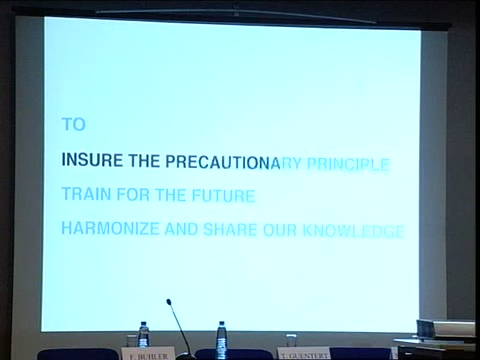 TO
INSURE THE PRECAUTIONARY PRINCIPLE
TRAIN FOR THE FUTURE
HARMONIZE AND SHARE OUR KNOWLEDGE
F. BUHLER
T. GUENTERT